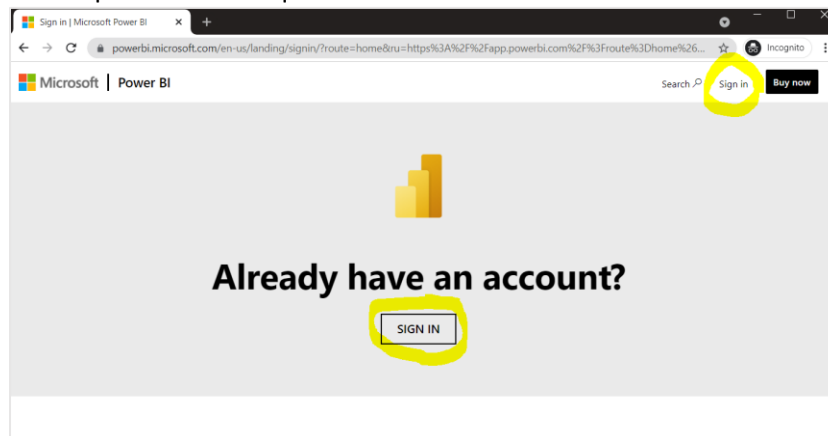 Sign in | Microsoft Power BI
powerbi.microsoft.com/en-us/landing/signin/?route=home&ru=https%3A%2F%2Fapp.powerbi.com%2F%3Froute%3Dhome%26... Incognito
Microsoft | Power BI Search Sign in Buy now
Already have an account?
SIGN IN